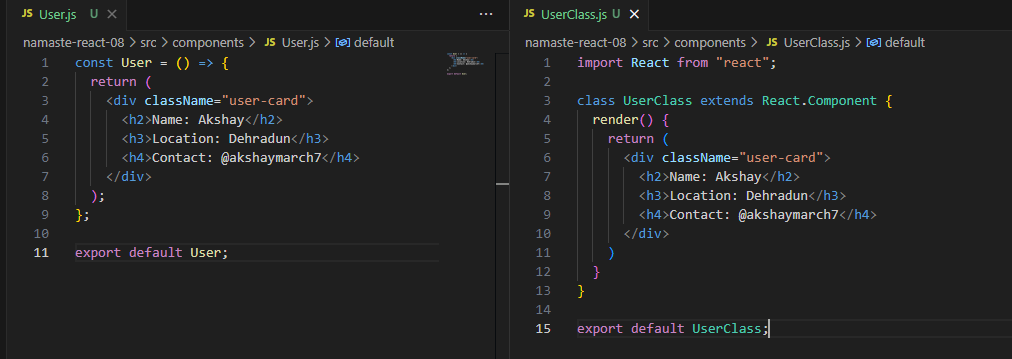 JS User.js U ×
namaste-react-08 > src > components > JS User.js > default
1 const User = () => {
2 return (
3 <div className="user-card">
4 <h2>Name: Akshay</h2>
5 <h3>Location: Dehradun</h3>
6 <h4>Contact: @akshaymarch7</h4>
7 </div>
8 );
9 };
10
11 export default User;
JS UserClass.js U ×
namaste-react-08 > src > components > JS UserClass.js > default
1 import React from "react";
2
3 class UserClass extends React.Component {
4 render() {
5 return (
6 <div className="user-card">
7 <h2>Name: Akshay</h2>
8 <h3>Location: Dehradun</h3>
9 <h4>Contact: @akshaymarch7</h4>
10 </div>
11 )
12 }
13 }
14
15 export default UserClass;